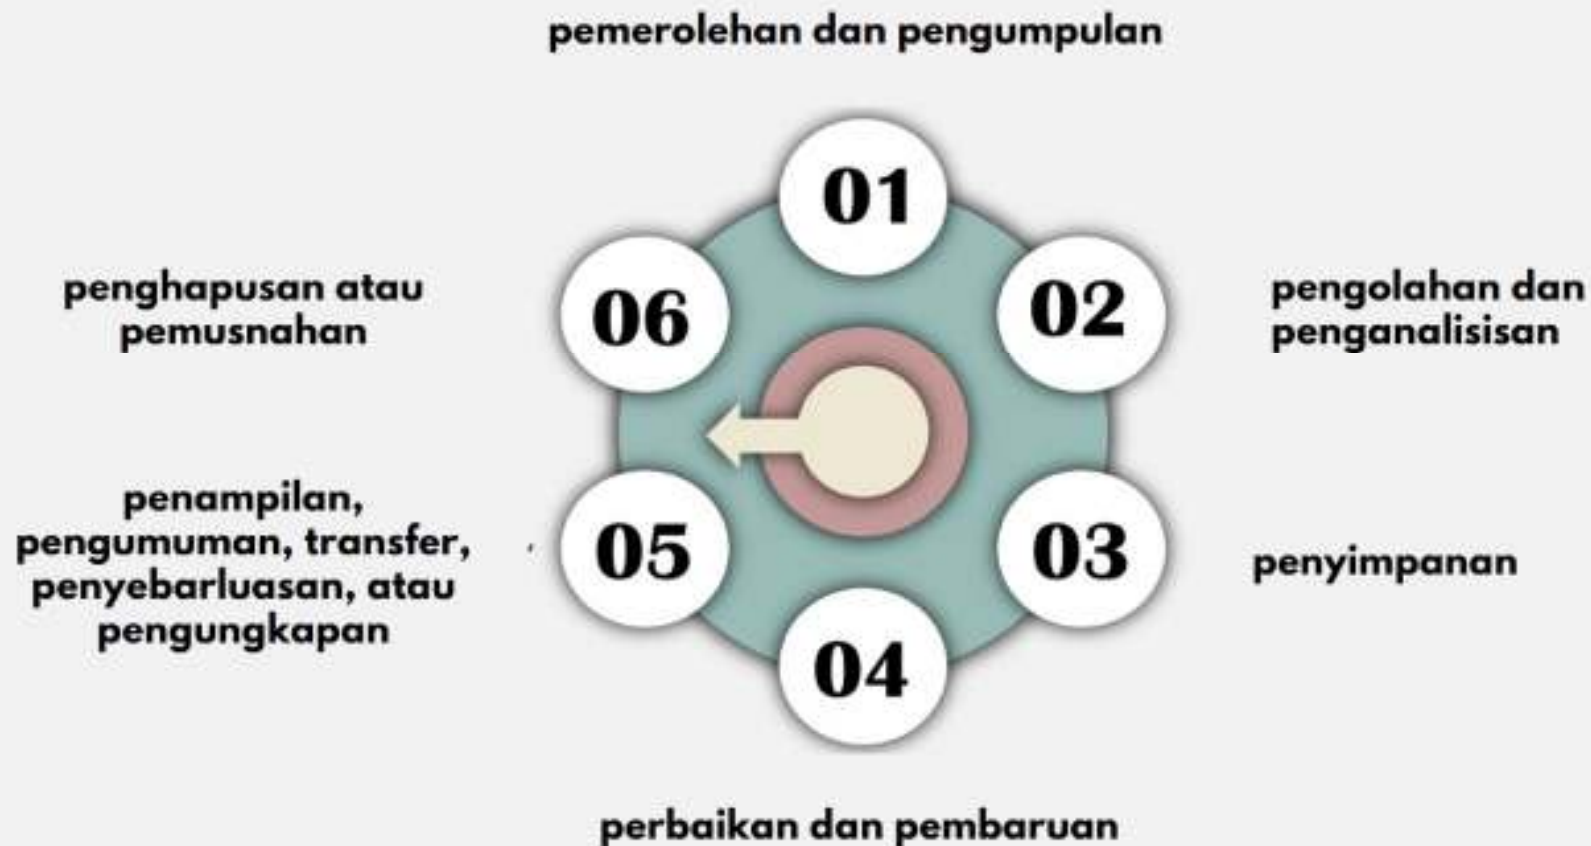 pemerolehan dan pengumpulan
01
02
pengolahan dan
penganalisisan
03
penyimpanan
04
perbaikan dan pembaruan
05
penampilan,
pengumuman, transfer,
penyebarluasan, atau
pengungkapan
06
penghapusan atau
pemusnahan